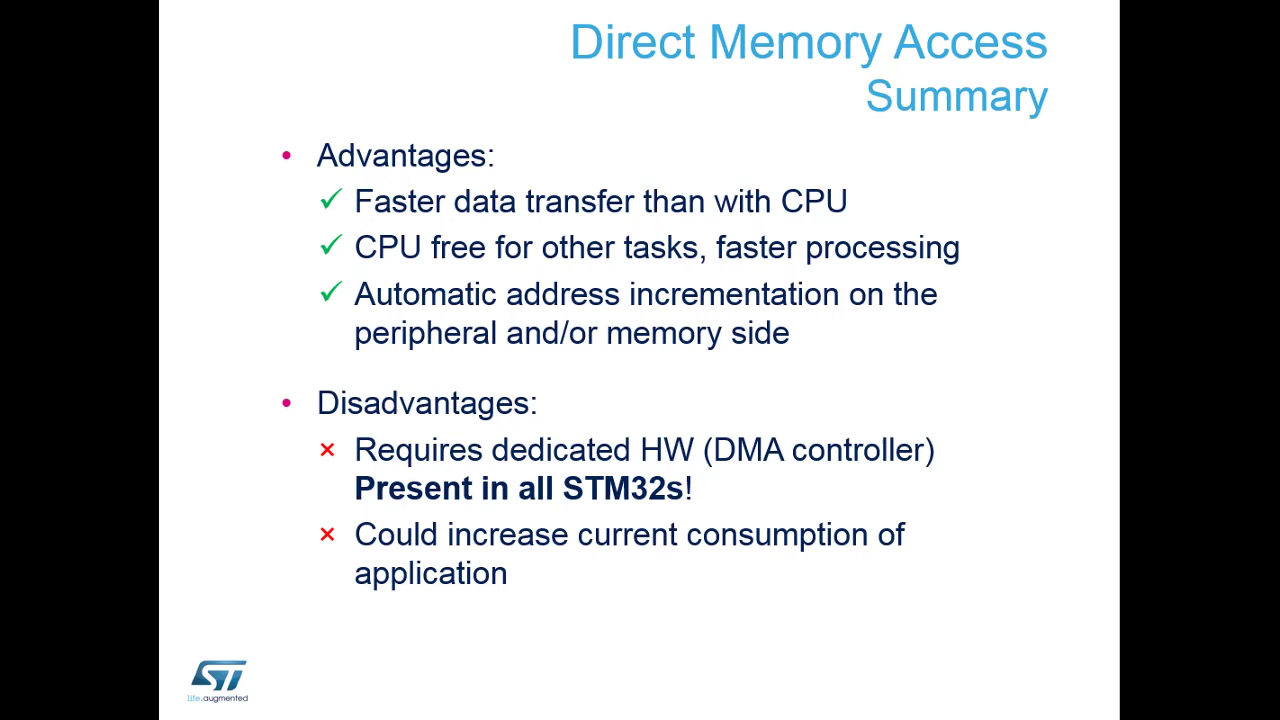 Direct Memory Access
Summary
• Advantages:
✓ Faster data transfer than with CPU
✓ CPU free for other tasks, faster processing
✓ Automatic address incrementation on the
peripheral and/or memory side
• Disadvantages:
× Requires dedicated HW (DMA controller)
Present in all STM32s!
× Could increase current consumption of
application
ST
life.augmented